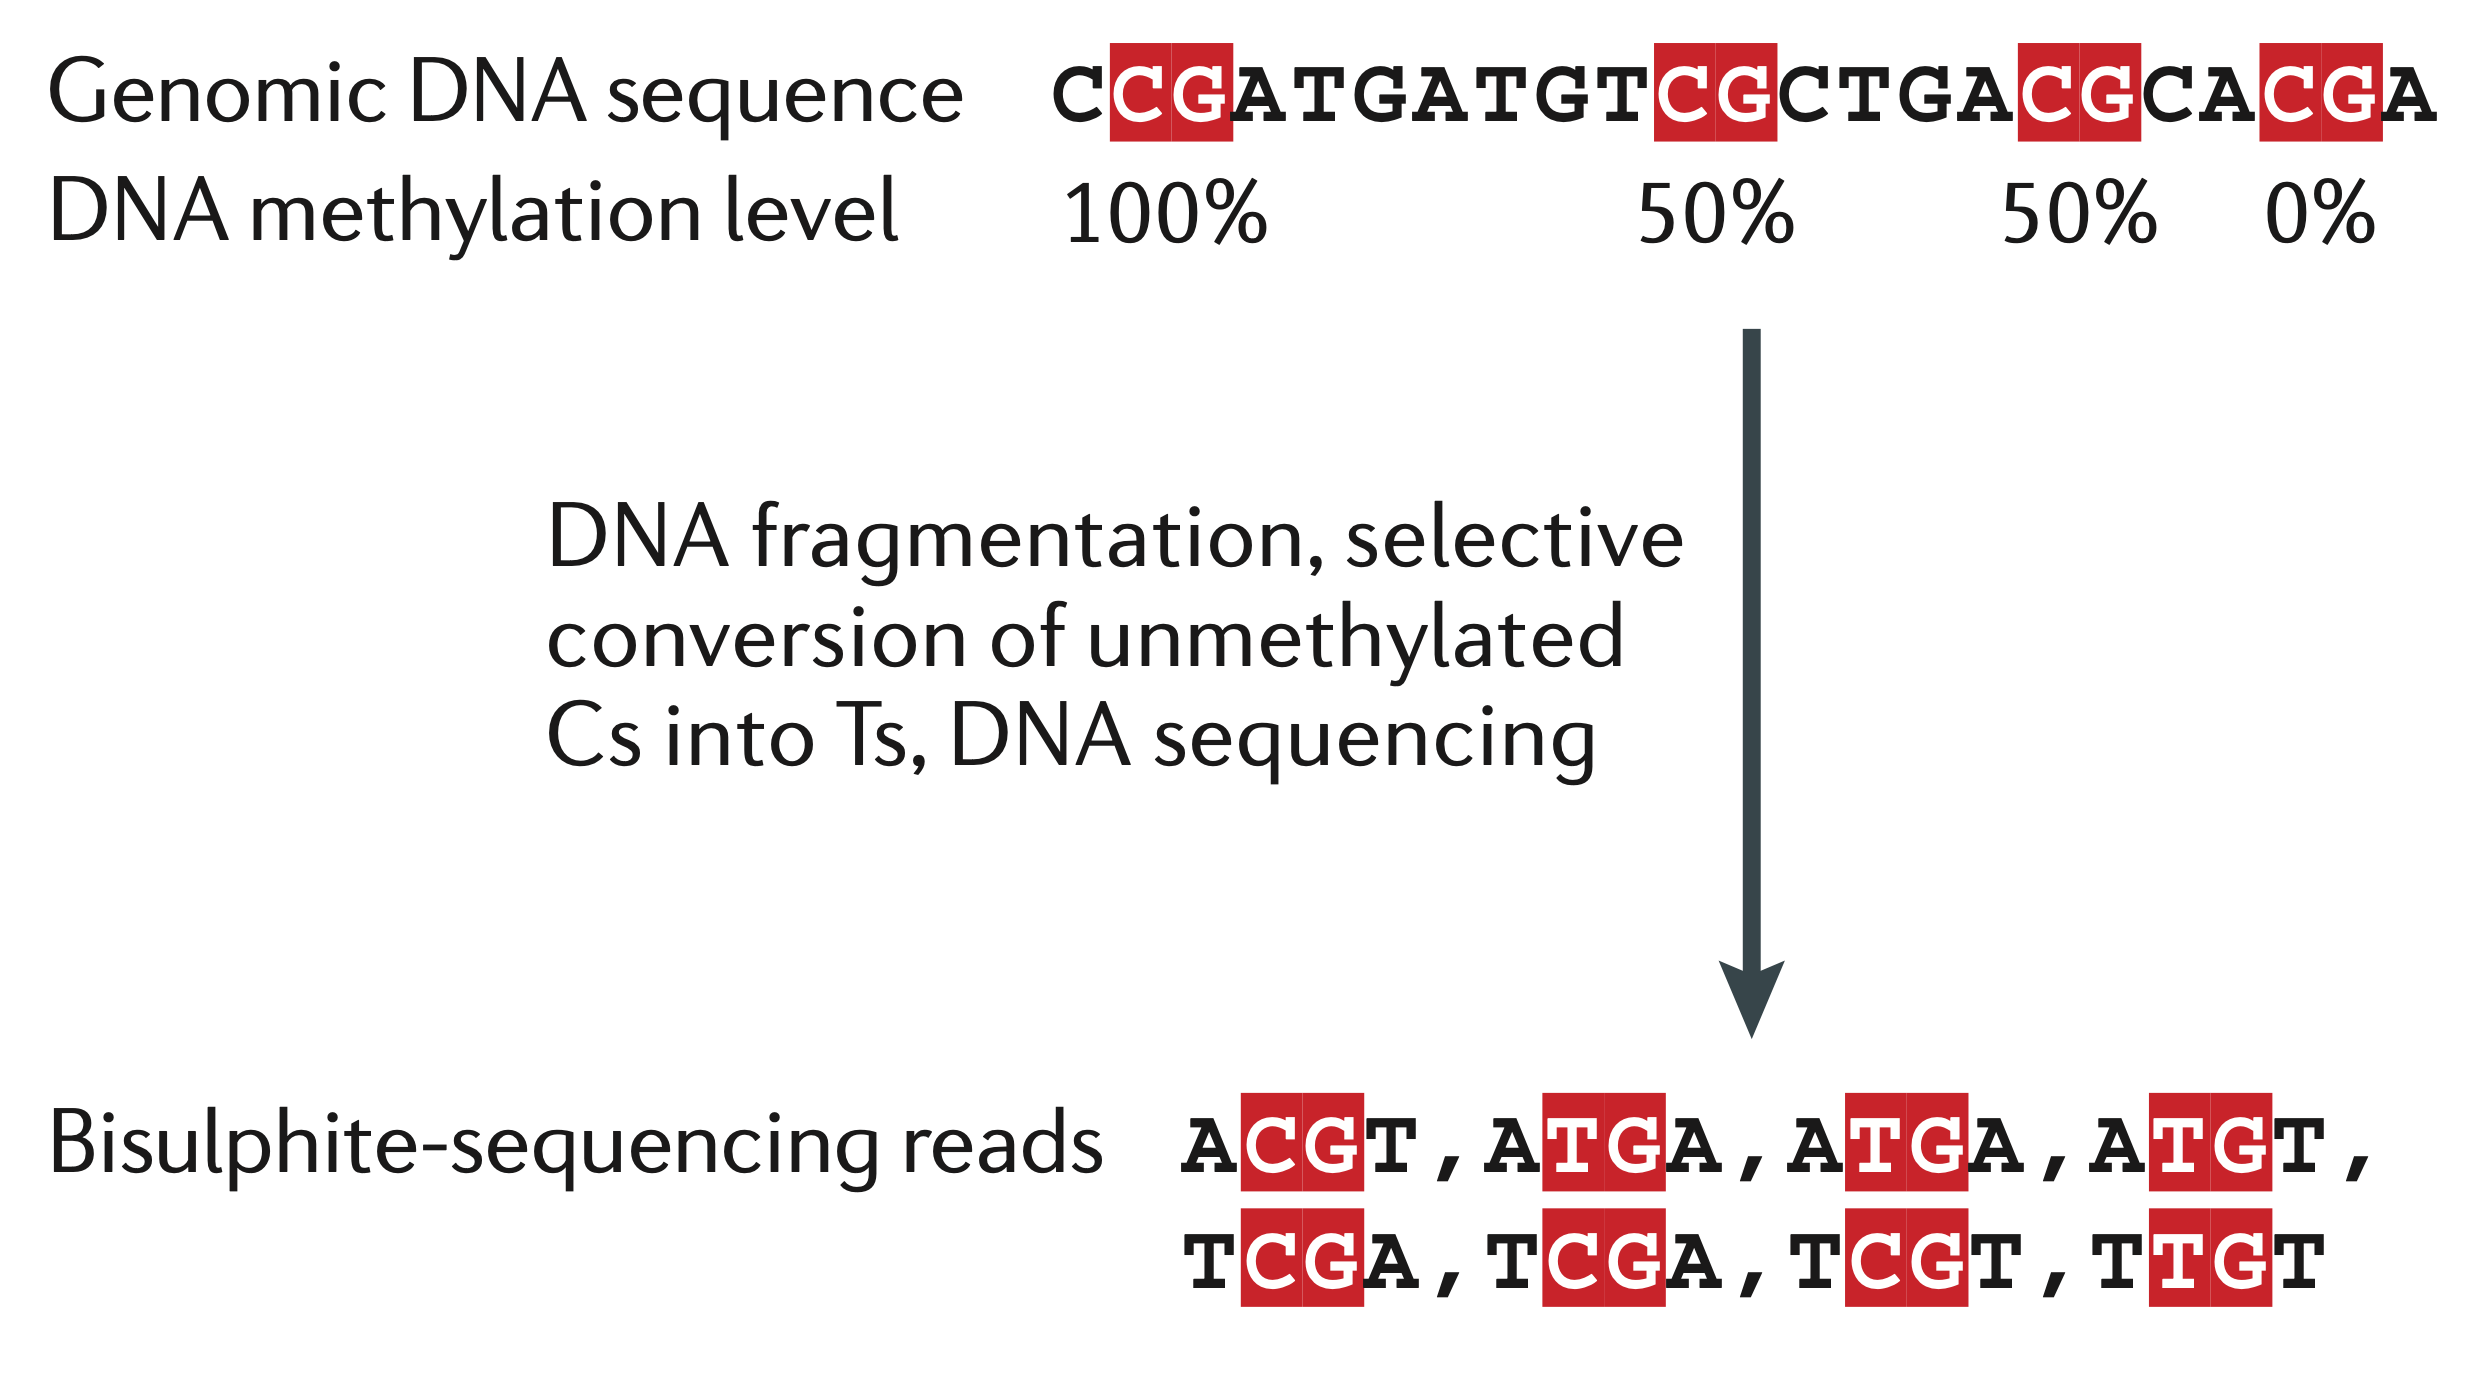 Genomic DNA sequence CCGATGATGTCGCTGACGCACGA
DNA methylation level 100% 50% 50% 0%
DNA fragmentation, selective
conversion of unmethylated
Cs into Ts, DNA sequencing
Bisulphite-sequencing reads ACGT,ATGA,ATGA,ATGT,
TCGA,TCGA,TCGT,TTGT